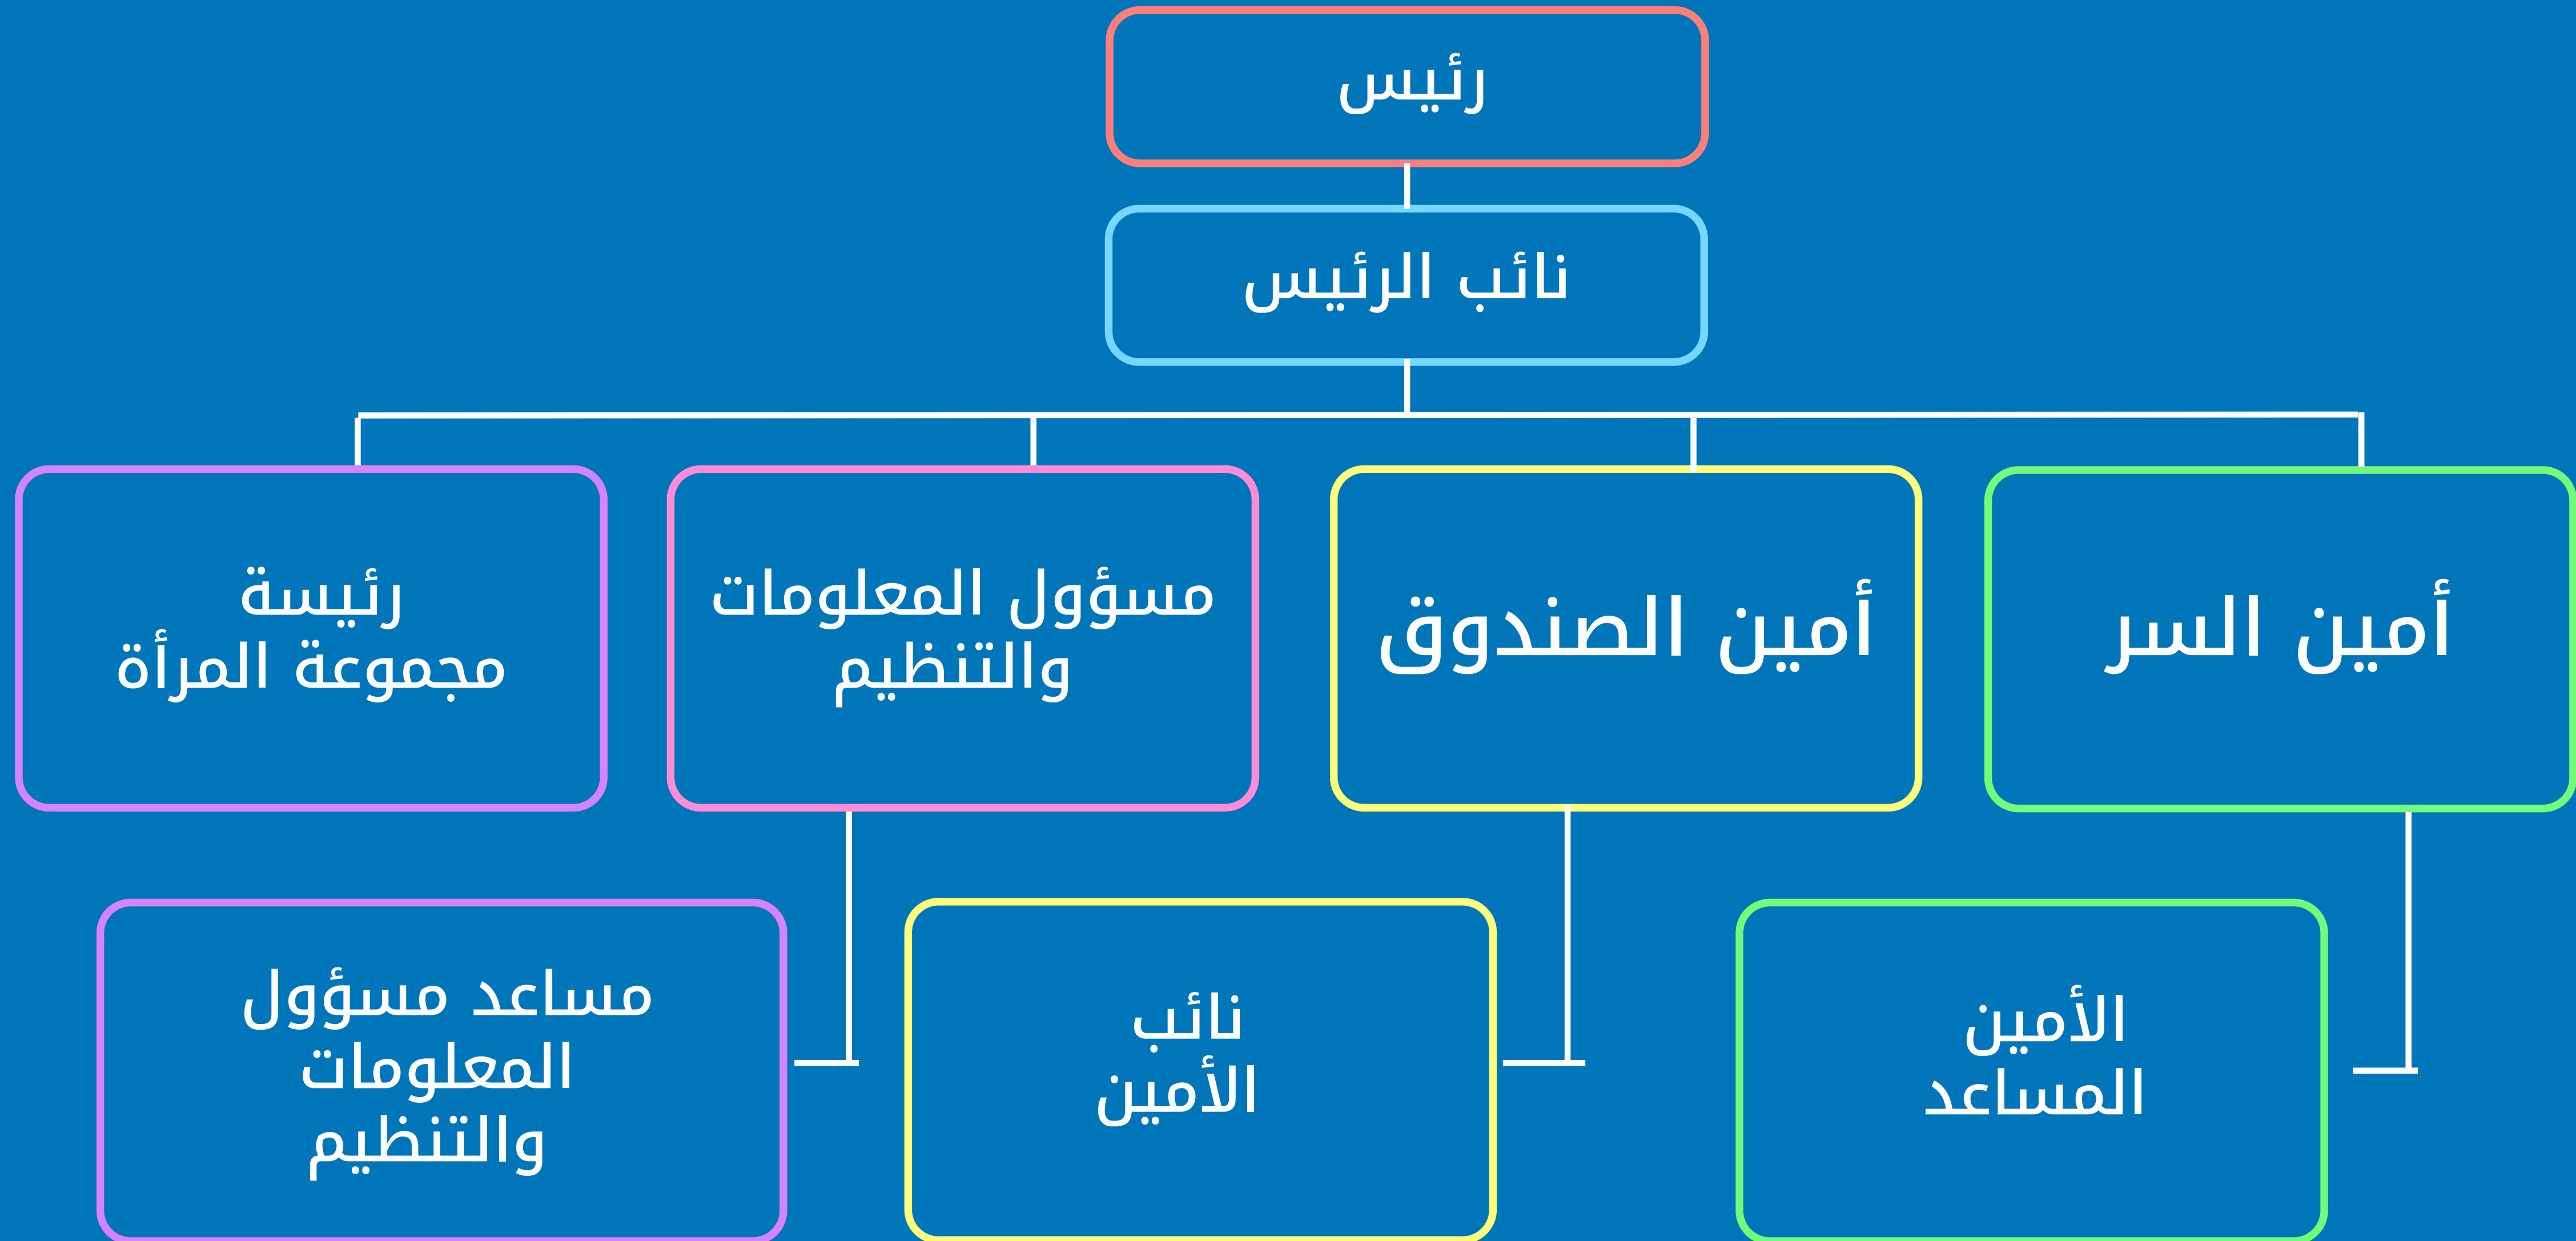 رئيس
نائب الرئيس
أمين السر
أمين الصندوق
مسؤول المعلومات
والتنظيم
رئيسة
مجموعة المرأة
الأمين
المساعد
نائب
الأمين
مساعد مسؤول
المعلومات
والتنظيم